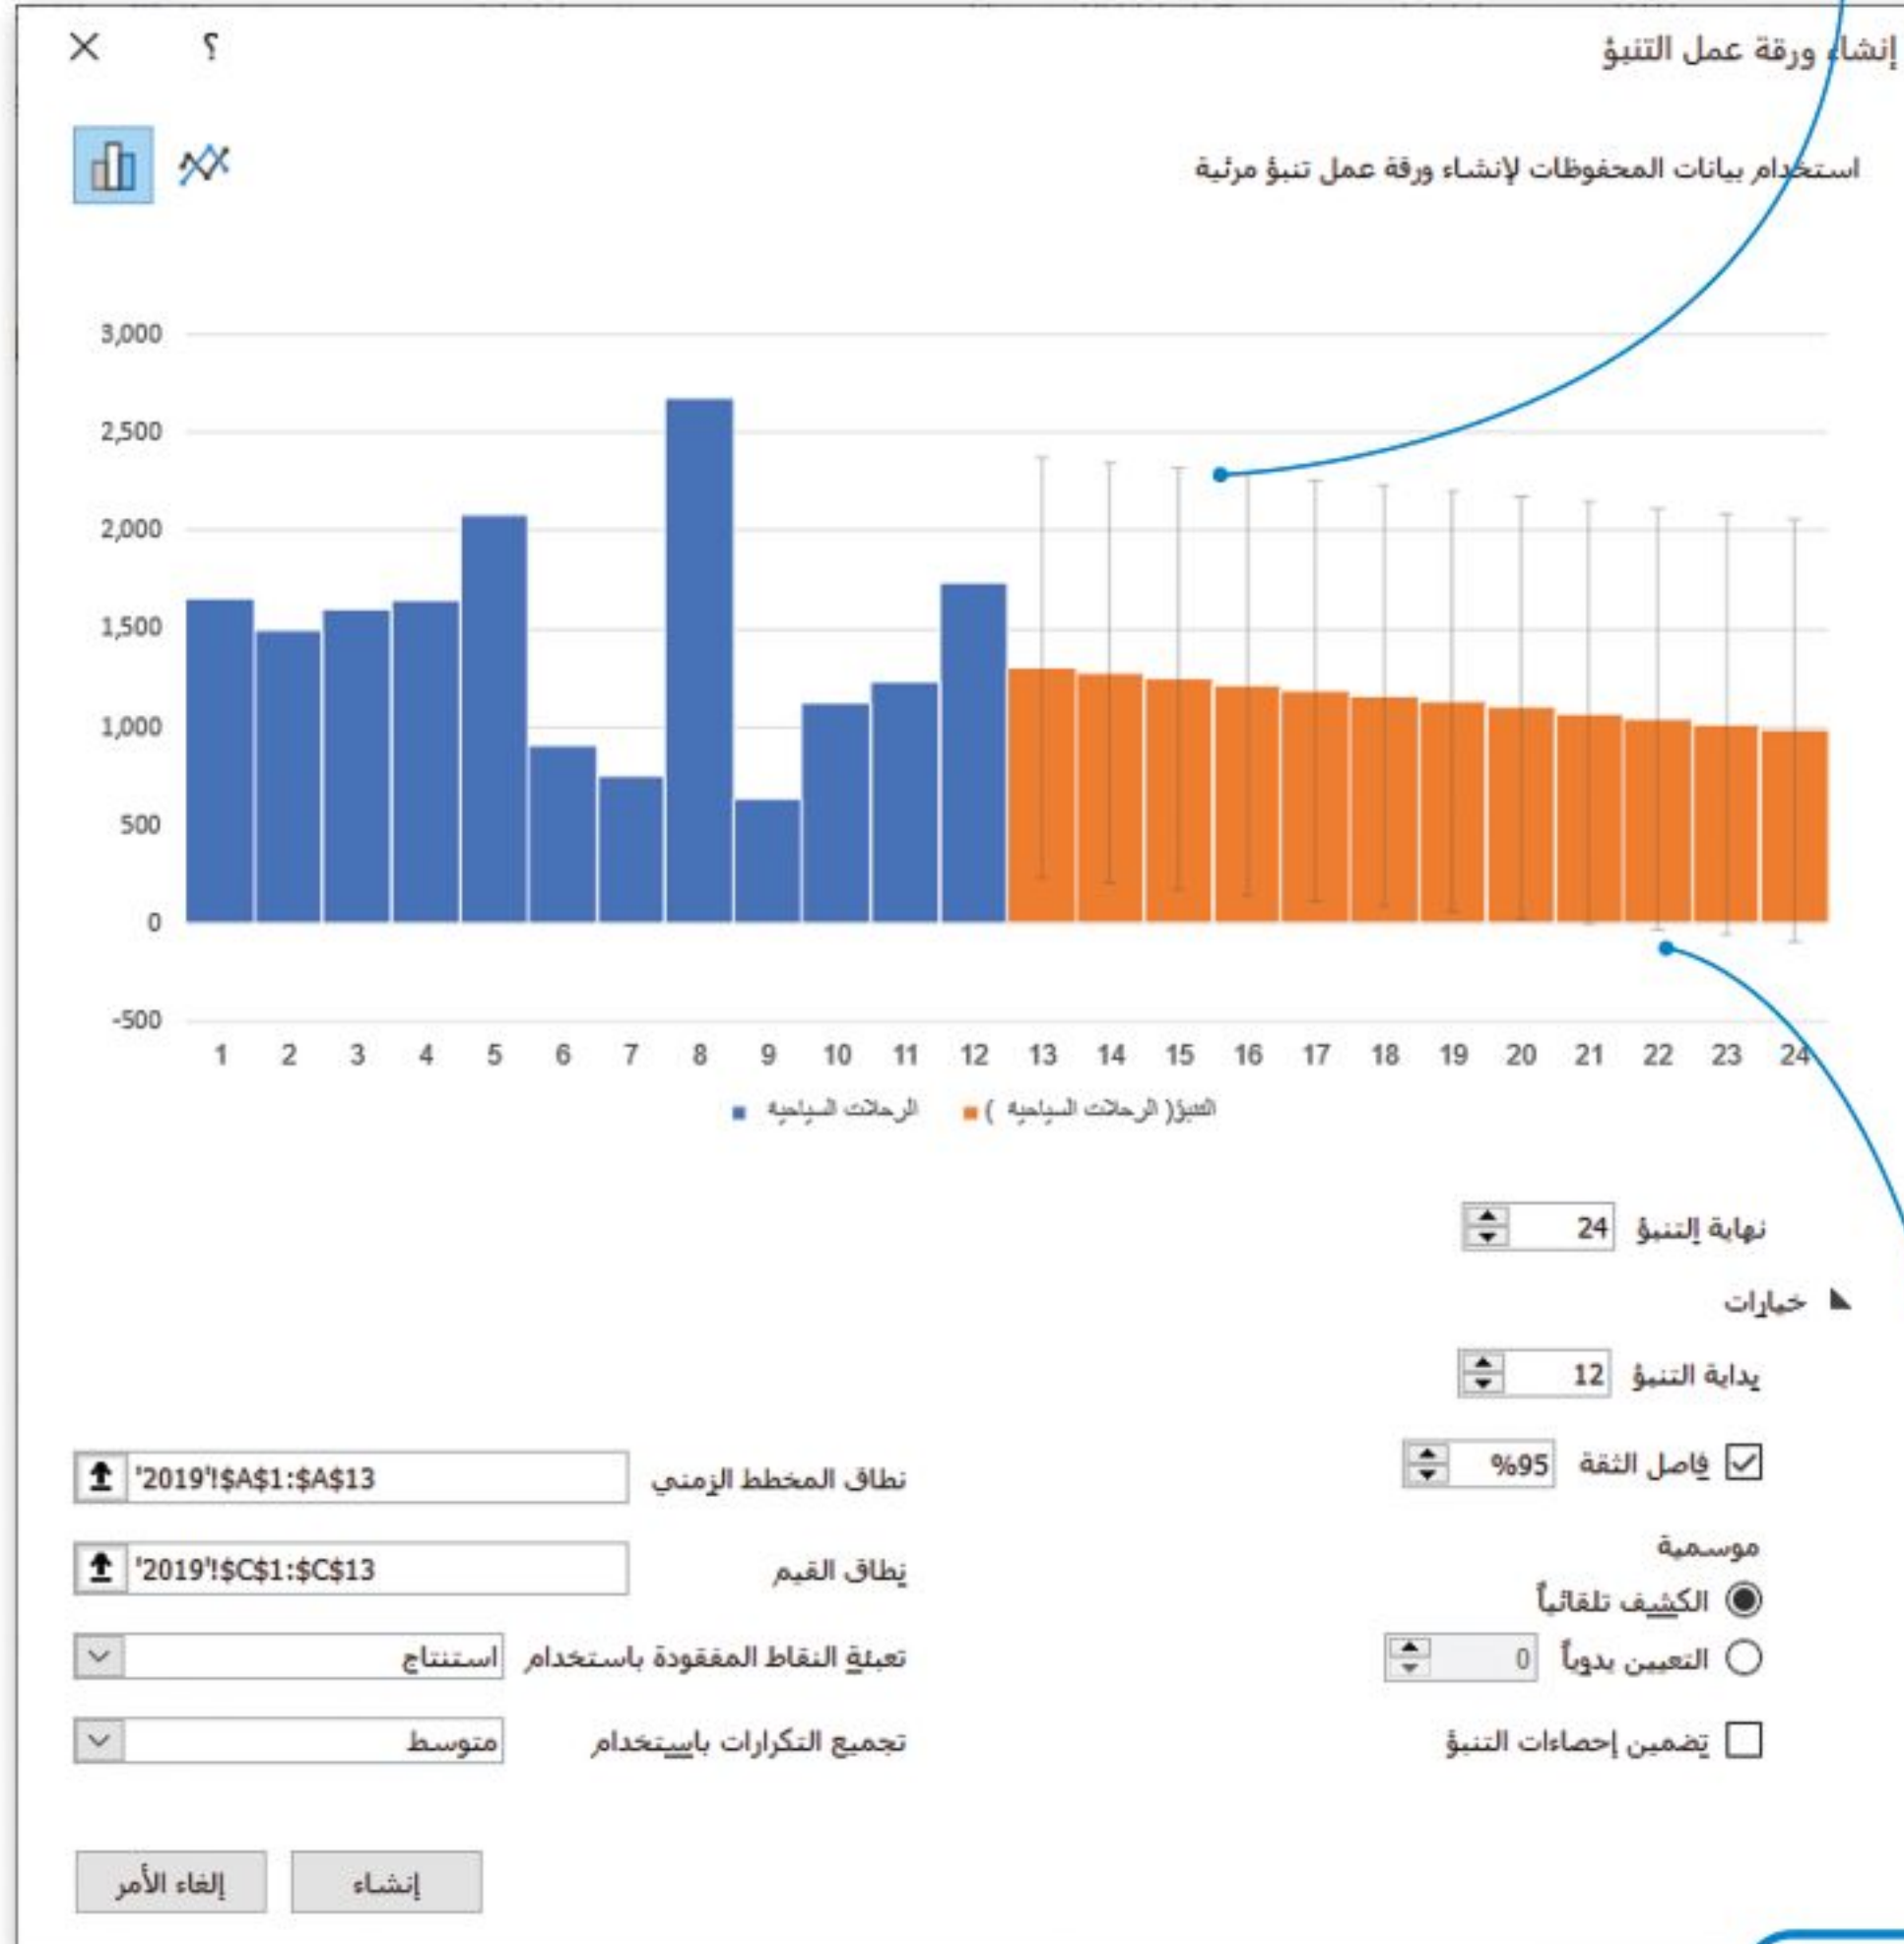 إنشاء ورقة عمل التنبؤ
؟
استخدام بيانات المحفوظات لإنشاء ورقة عمل تنبؤ مرئية
3,000
2,500
2,000
1,500
1,000
500
0
-500
1 2 3 4 5 6 7 8 9 10 11 12 13 14 15 16 17 18 19 20 21 22 23 24
التنبؤ( الرحلات السياحية )
الرحلات السياحية
نهاية التنبؤ 24
خيارات
بداية التنبؤ 12
فاصل الثقة %95
موسمية
الكشف تلقائياً
التعيين يدوياً 0
تضمين إحصاءات التنبؤ
نطاق المخطط الزمني '2019'!$A$1:$A$13
نطاق القيم '2019'!$C$1:$C$13
تعبئة النقاط المفقودة باستخدام استنتاج
تجميع التكرارات باستخدام متوسط
إنشاء
إلغاء الأمر